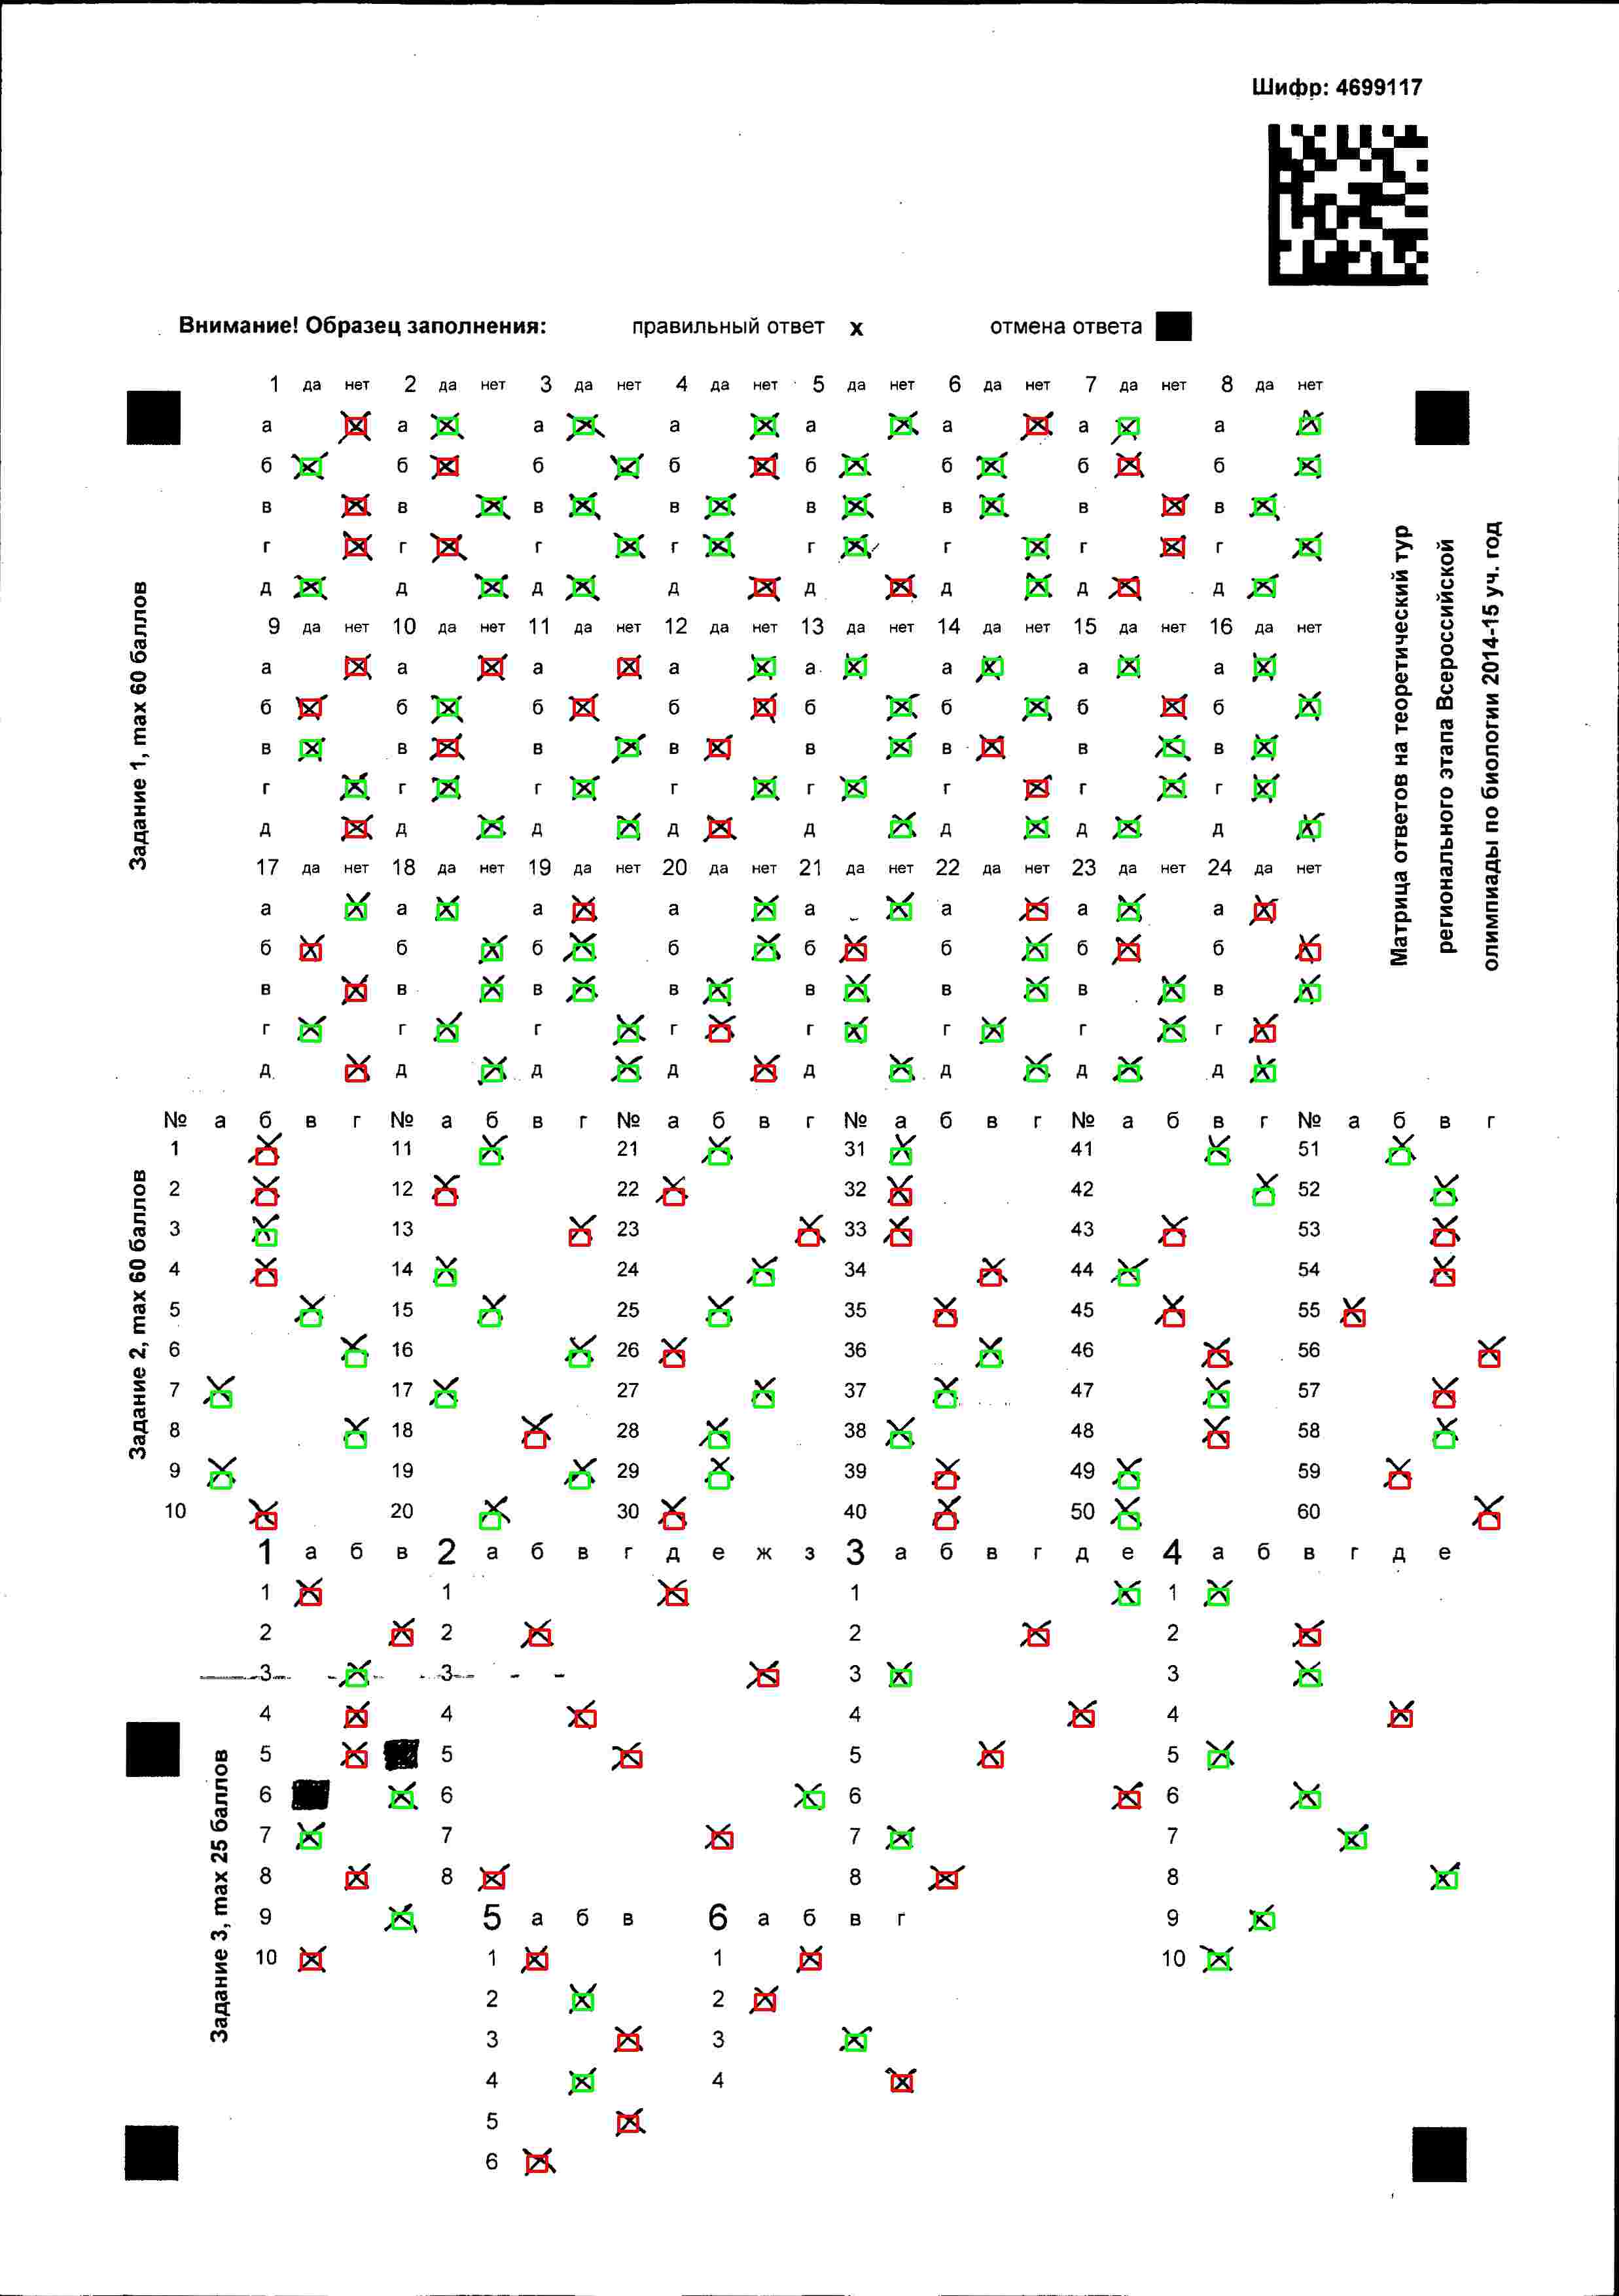 Шифр: 4699117
Внимание! Образец заполнения: правильный ответ х отмена ответа
1 да нет 2 да нет 3 да нет 4 да нет 5 да нет 6 да нет 7 да нет 8 да нет
а а а а а а а а
б б б б б б б б
в в в в в в в в
г г г г г г г г
д д д д д д д д
9 да нет 10 да нет 11 да нет 12 да нет 13 да нет 14 да нет 15 да нет 16 да нет
а а а а а а а а
б б б б б б б б
в в в в в в в в
г г г г г г г г
д д д д д д д д
17 да нет 18 да нет 19 да нет 20 да нет 21 да нет 22 да нет 23 да нет 24 да нет
а а а а а а а а
б б б б б б б б
в в в в в в в в
г г г г г г г г
д д д д д д д д
Задание 1, max 60 баллов
Матрица ответов на теоретический тур
регионального этапа Всероссийской
олимпиады по биологии 2014-15 уч. год
№ а б в г № а б в г № а б в г № а б в г № а б в г № а б в г
1 11 21 31 41 51
2 12 22 32 42 52
3 13 23 33 43 53
4 14 24 34 44 54
5 15 25 35 45 55
6 16 26 36 46 56
7 17 27 37 47 57
8 18 28 38 48 58
9 19 29 39 49 59
10 20 30 40 50 60
Задание 2, max 60 баллов
1 а б в 2 а б в г д е ж з 3 а б в г д е 4 а б в г д е
1 1 1 1
2 2 2 2
3 3 3 3
4 4 4 4
5 5 5 5
6 6 6 6
7 7 7 7
8 8 8 8
9 5 а б в 6 а б в г 9
10 1 1 10
2 2
3 3
4 4
5
6
Задание 3, max 25 баллов